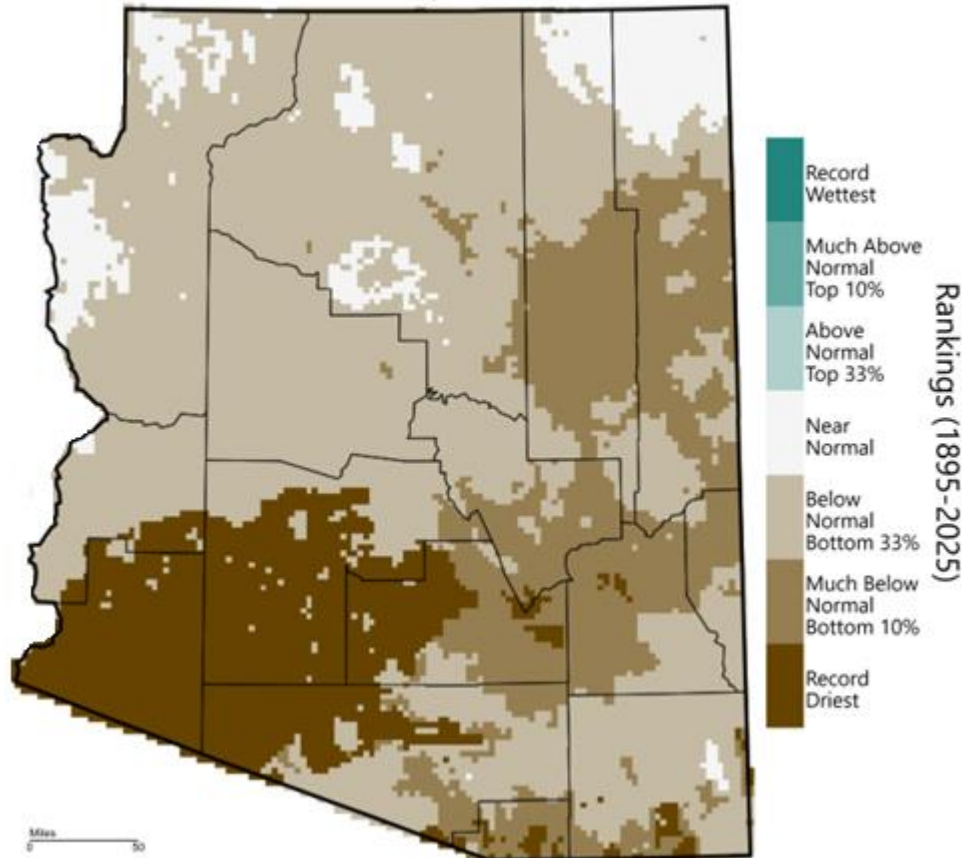 Record
Wettest
Much Above
Normal
Top 10%
Above
Normal
Top 33%
Near
Normal
Below
Normal
Bottom 33%
Much Below
Normal
Bottom 10%
Record
Driest
Rankings (1895-2025)
Miles
0 50